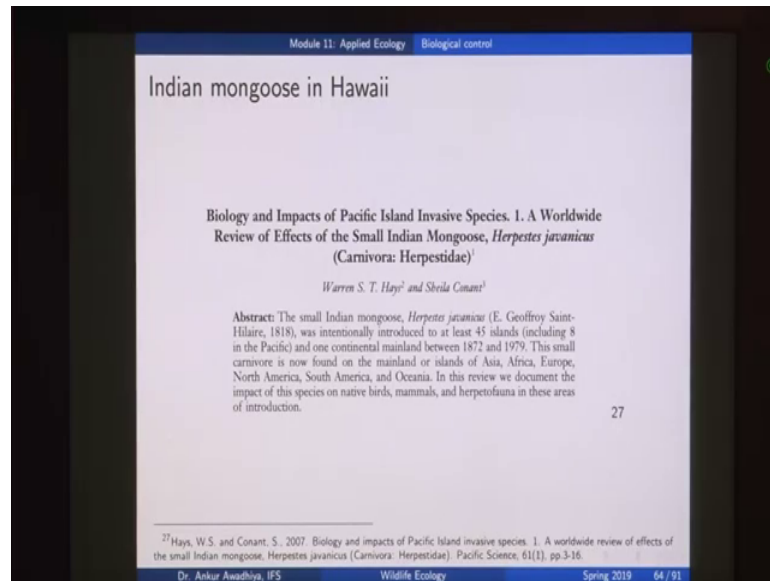 Module 11: Applied Ecology Biological control
Indian mongoose in Hawaii
Biology and Impacts of Pacific Island Invasive Species. 1. A Worldwide
Review of Effects of the Small Indian Mongoose, Herpestes javanicus
(Carnivora: Herpestidae)¹
Warren S. T. Hays² and Sheila Conant³
Abstract: The small Indian mongoose, Herpestes javanicus (E. Geoffroy Saint-
Hilaire, 1818), was intentionally introduced to at least 45 islands (including 8
in the Pacific) and one continental mainland between 1872 and 1979. This small
carnivore is now found on the mainland or islands of Asia, Africa, Europe,
North America, South America, and Oceania. In this review we document the
impact of this species on native birds, mammals, and herpetofauna in these areas
of introduction.
27
²⁷Hays, W.S. and Conant, S., 2007. Biology and impacts of Pacific Island invasive species. 1. A worldwide review of effects of
the small Indian mongoose, Herpestes javanicus (Carnivora: Herpestidae). Pacific Science, 61(1), pp.3-16.
Dr. Ankur Awadhiya, IFS Wildlife Ecology Spring 2019 64/91